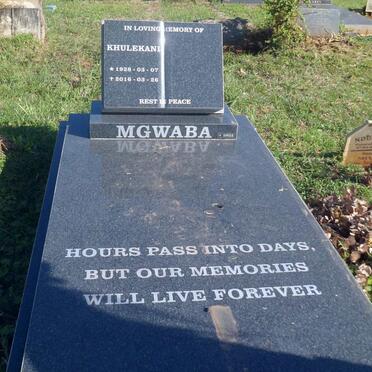 IN LOVING MEMORY OF
KHULEKANI
★ 1928 - 03 - 07
✝ 2016 - 03 - 26
REST IN PEACE
MGWABA
HOURS PASS INTO DAYS,
BUT OUR MEMORIES
WILL LIVE FOREVER